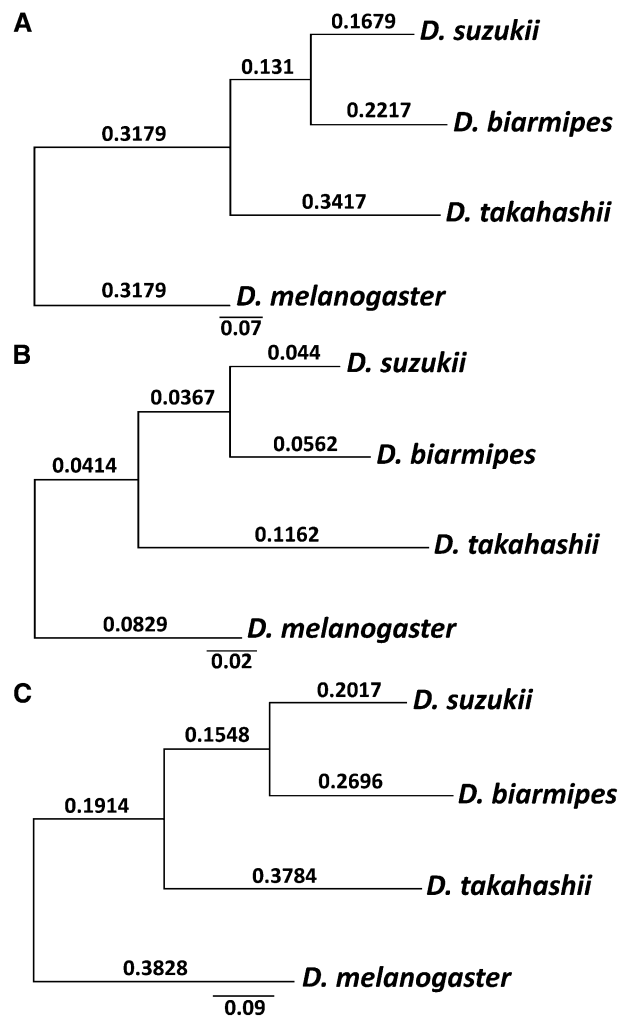 A
0.1679
D. suzukii
0.131
0.2217
D. biarmipes
0.3179
0.3417
D. takahashii
0.3179
D. melanogaster
0.07
B
0.044
D. suzukii
0.0367
0.0562
D. biarmipes
0.0414
0.1162
D. takahashii
0.0829
D. melanogaster
0.02
C
0.2017
D. suzukii
0.1548
0.2696
D. biarmipes
0.1914
0.3784
D. takahashii
0.3828
D. melanogaster
0.09